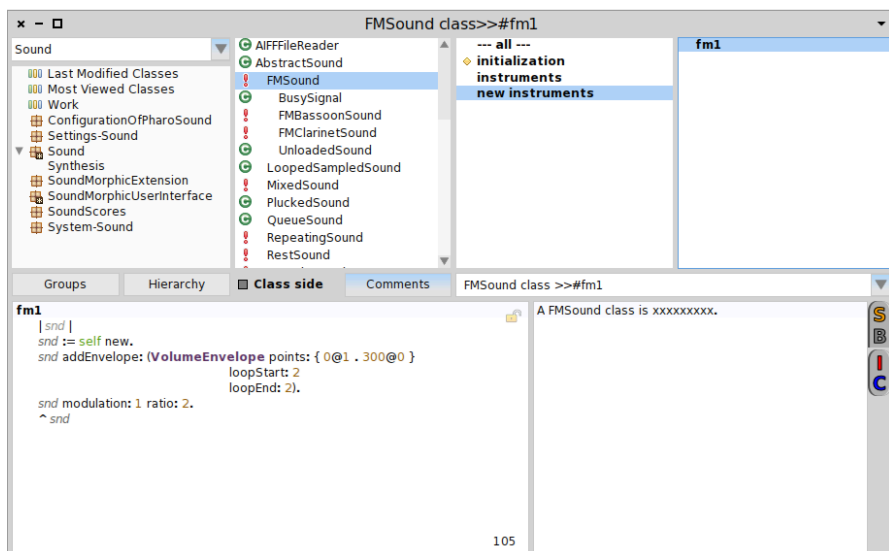 FMSound class>>#fm1
Sound
Last Modified Classes
Most Viewed Classes
Work
ConfigurationOfPharoSound
Settings-Sound
Sound
Synthesis
SoundMorphicExtension
SoundMorphicUserInterface
SoundScores
System-Sound
AIFFFileReader
AbstractSound
FMSound
BusySignal
FMBassoonSound
FMClarinetSound
UnloadedSound
LoopedSampledSound
MixedSound
PluckedSound
QueueSound
RepeatingSound
RestSound
--- all ---
initialization
instruments
new instruments
fm1
Groups
Hierarchy
Class side
Comments
FMSound class >>#fm1
fm1
| snd |
snd := self new.
snd addEnvelope: (VolumeEnvelope points: { 0@1 . 300@0 }
loopStart: 2
loopEnd: 2).
snd modulation: 1 ratio: 2.
^ snd
105
A FMSound class is xxxxxxxxx.
S
B
I
C